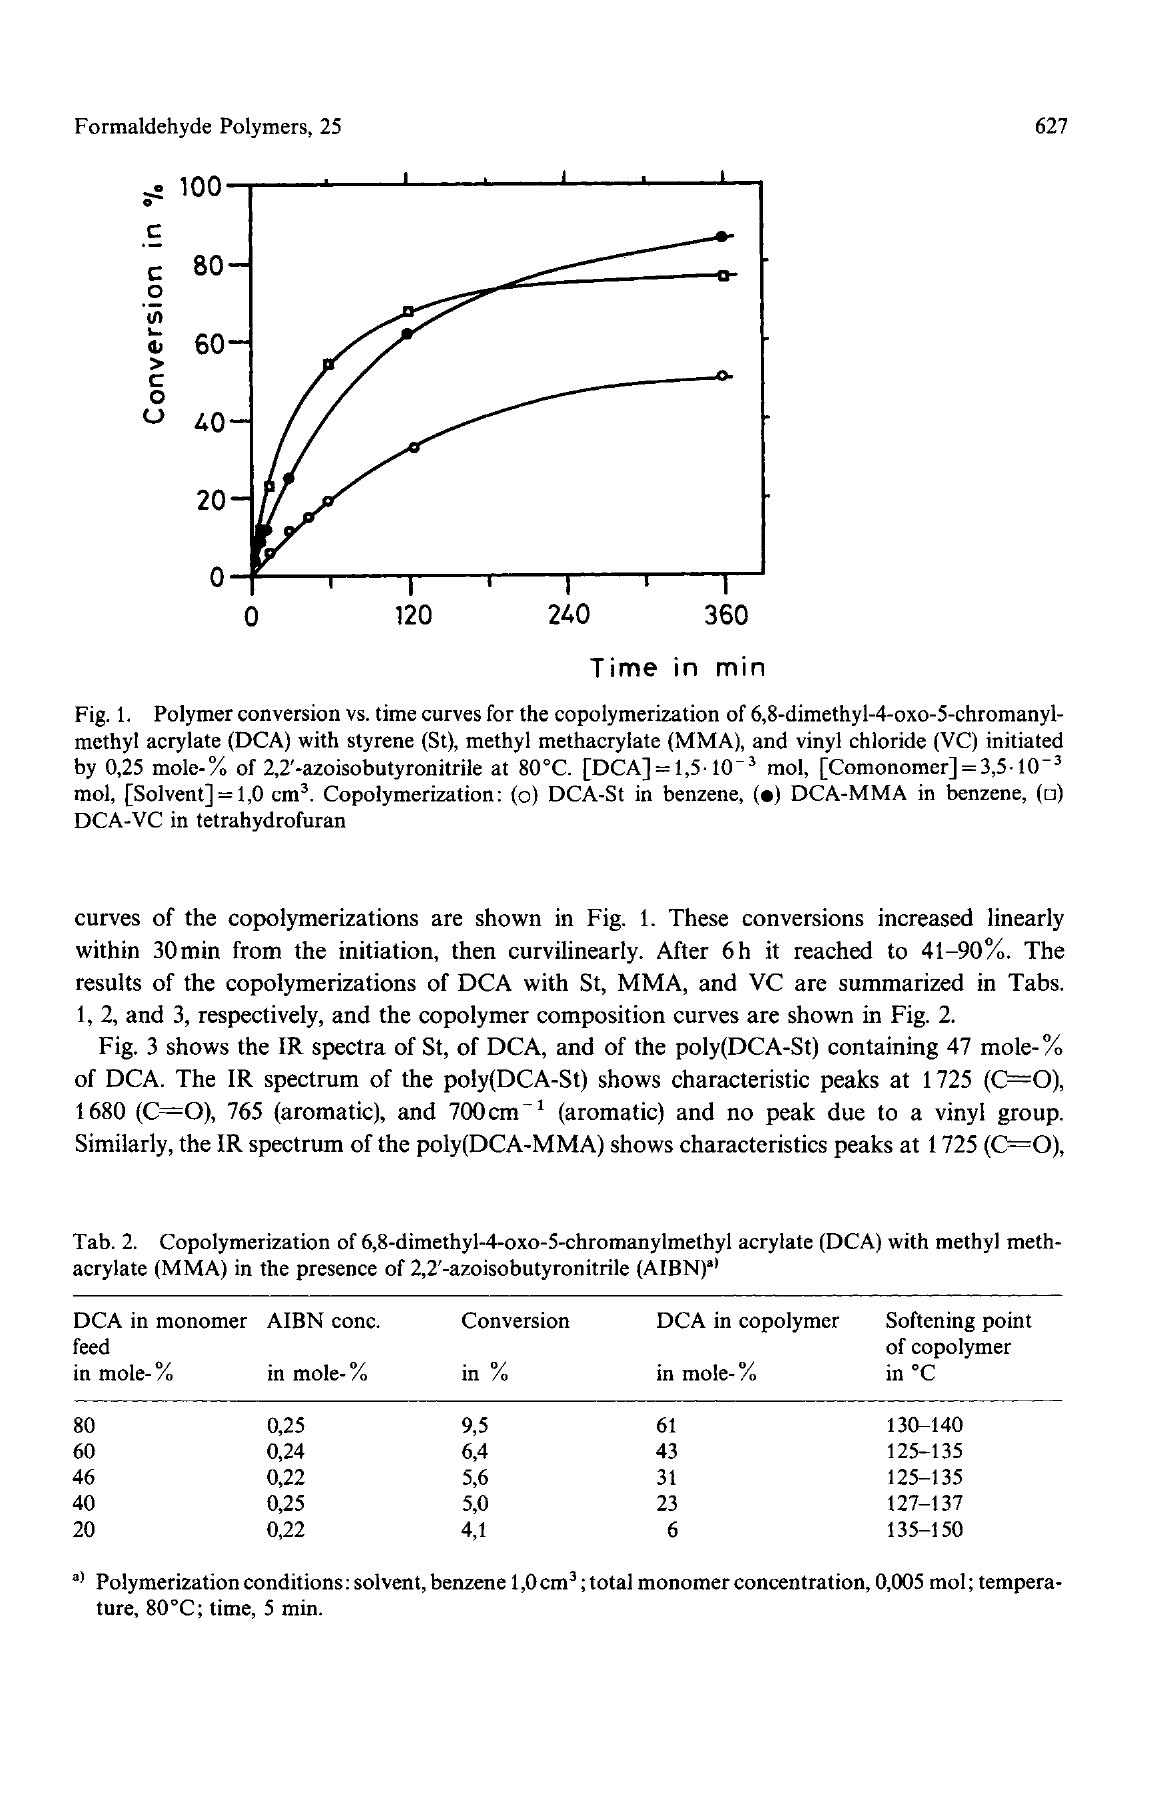 Formaldehyde Polymers, 25 627
Conversion in %
100
80
60
40
20
0
0 120 240 360
Time in min
Fig. 1. Polymer conversion vs. time curves for the copolymerization of 6,8-dimethyl-4-oxo-5-chromanyl-
methyl acrylate (DCA) with styrene (St), methyl methacrylate (MMA), and vinyl chloride (VC) initiated
by 0,25 mole-% of 2,2′-azoisobutyronitrile at 80°C. [DCA]=1,5·10⁻³ mol, [Comonomer]=3,5·10⁻³
mol, [Solvent]=1,0 cm³. Copolymerization: (○) DCA-St in benzene, (●) DCA-MMA in benzene, (□)
DCA-VC in tetrahydrofuran
curves of the copolymerizations are shown in Fig. 1. These conversions increased linearly
within 30min from the initiation, then curvilinearly. After 6h it reached to 41–90%. The
results of the copolymerizations of DCA with St, MMA, and VC are summarized in Tabs.
1, 2, and 3, respectively, and the copolymer composition curves are shown in Fig. 2.
Fig. 3 shows the IR spectra of St, of DCA, and of the poly(DCA-St) containing 47 mole-%
of DCA. The IR spectrum of the poly(DCA-St) shows characteristic peaks at 1725 (C=O),
1680 (C=O), 765 (aromatic), and 700cm⁻¹ (aromatic) and no peak due to a vinyl group.
Similarly, the IR spectrum of the poly(DCA-MMA) shows characteristics peaks at 1725 (C=O),
Tab. 2. Copolymerization of 6,8-dimethyl-4-oxo-5-chromanylmethyl acrylate (DCA) with methyl meth-
acrylate (MMA) in the presence of 2,2′-azoisobutyronitrile (AIBN)ᵃ⁾
DCA in monomer AIBN conc. Conversion DCA in copolymer Softening point
feed of copolymer
in mole-% in mole-% in % in mole-% in °C
80 0,25 9,5 61 130–140
60 0,24 6,4 43 125–135
46 0,22 5,6 31 125–135
40 0,25 5,0 23 127–137
20 0,22 4,1 6 135–150
ᵃ⁾ Polymerization conditions: solvent, benzene 1,0cm³; total monomer concentration, 0,005 mol; tempera-
ture, 80°C; time, 5 min.